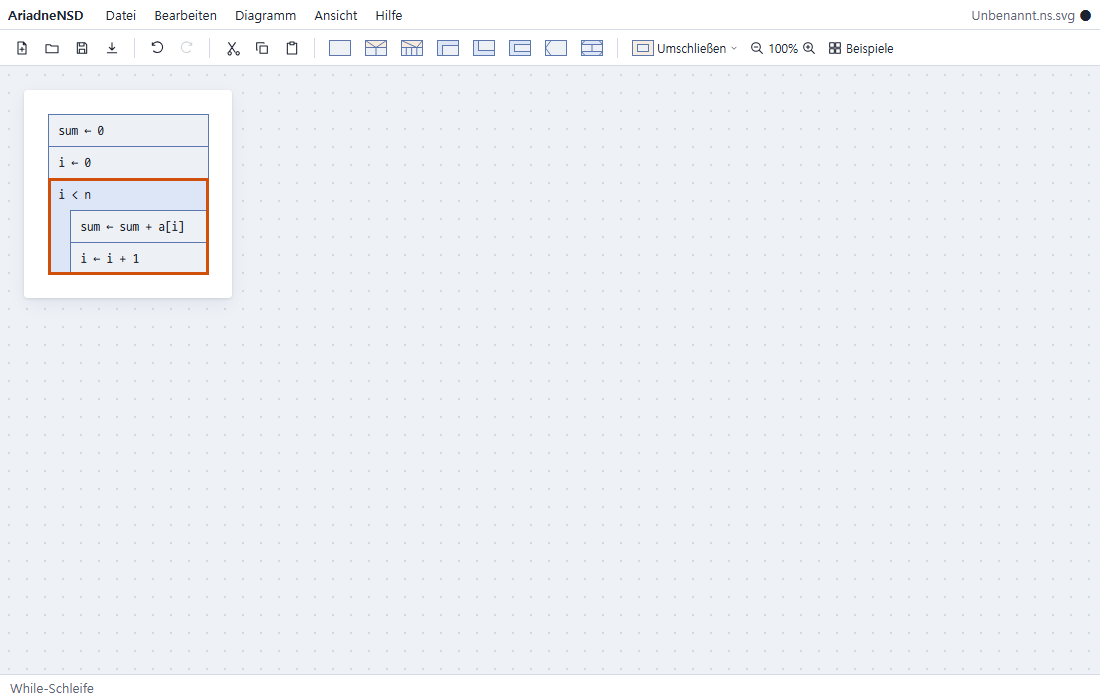 AriadneNSD Datei Bearbeiten Diagramm Ansicht Hilfe Unbenannt.ns.svg
Umschließen 100% Beispiele
sum ← 0
i ← 0
i < n
sum ← sum + a[i]
i ← i + 1
While-Schleife